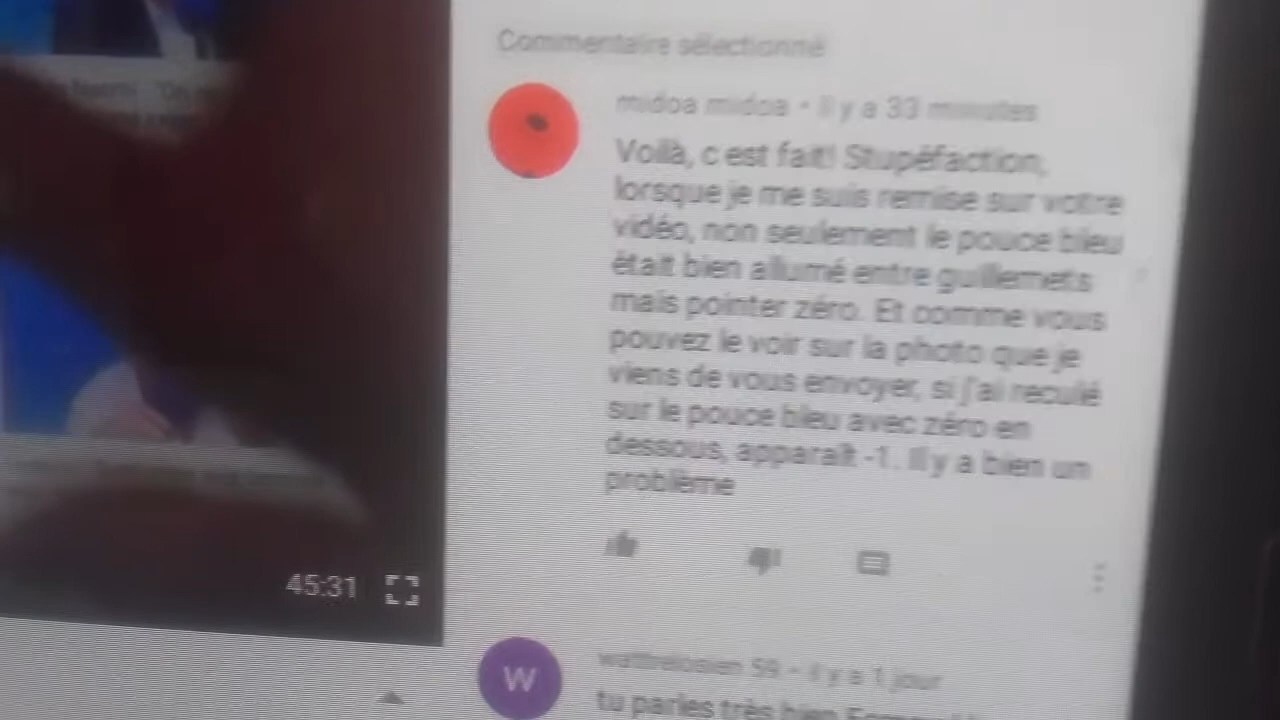 Commentaire sélectionné
midoa midoa • Il y a 33 minutes
Voilà, c est fait! Stupéfaction,
lorsque je me suis remise sur votre
vidéo, non seulement le pouce bleu
était bien allumé entre guillemets
mais pointer zéro. Et comme vous
pouvez le voir sur la photo que je
viens de vous envoyer, si j'ai reculé
sur le pouce bleu avec zéro en
dessous, apparaît -1. Il y a bien un
problème
45:31
W
wattrelosien 59 • il y a 1 jour
tu parles très bien